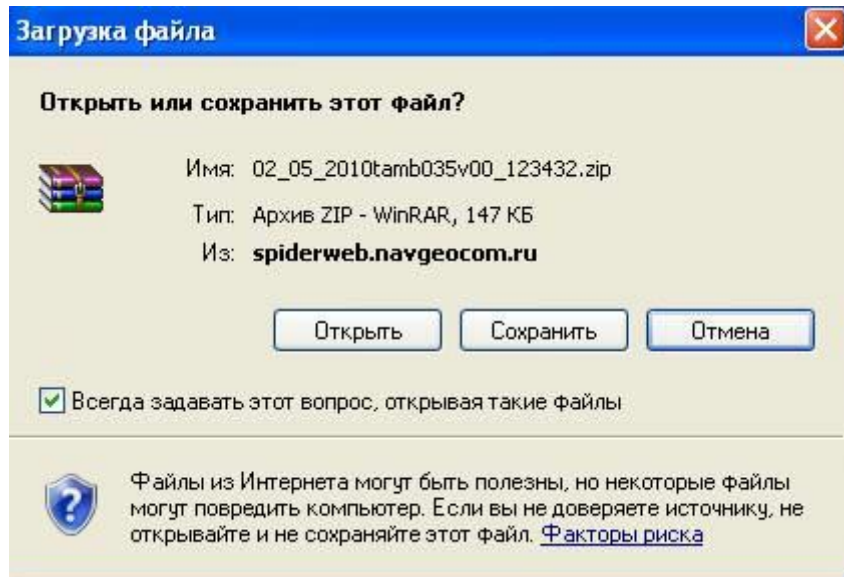 Загрузка файла
Открыть или сохранить этот файл?
Имя: 02_05_2010tamb035v00_123432.zip
Тип: Архив ZIP - WinRAR, 147 КБ
Из: spiderweb.navgeocom.ru
Открыть Сохранить Отмена
Всегда задавать этот вопрос, открывая такие файлы
Файлы из Интернета могут быть полезны, но некоторые файлы
могут повредить компьютер. Если вы не доверяете источнику, не
открывайте и не сохраняйте этот файл. Факторы риска